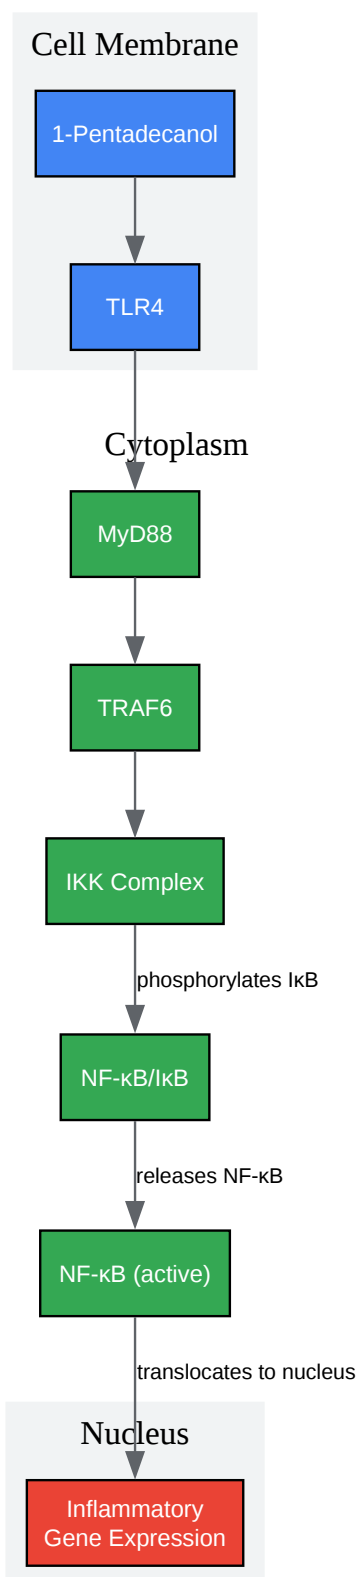 Cell Membrane
1-Pentadecanol
TLR4
Cytoplasm
MyD88
TRAF6
IKK Complex
phosphorylates IκB
NF-κB/IκB
releases NF-κB
NF-κB (active)
translocates to nucleus
Nucleus
Inflammatory
Gene Expression